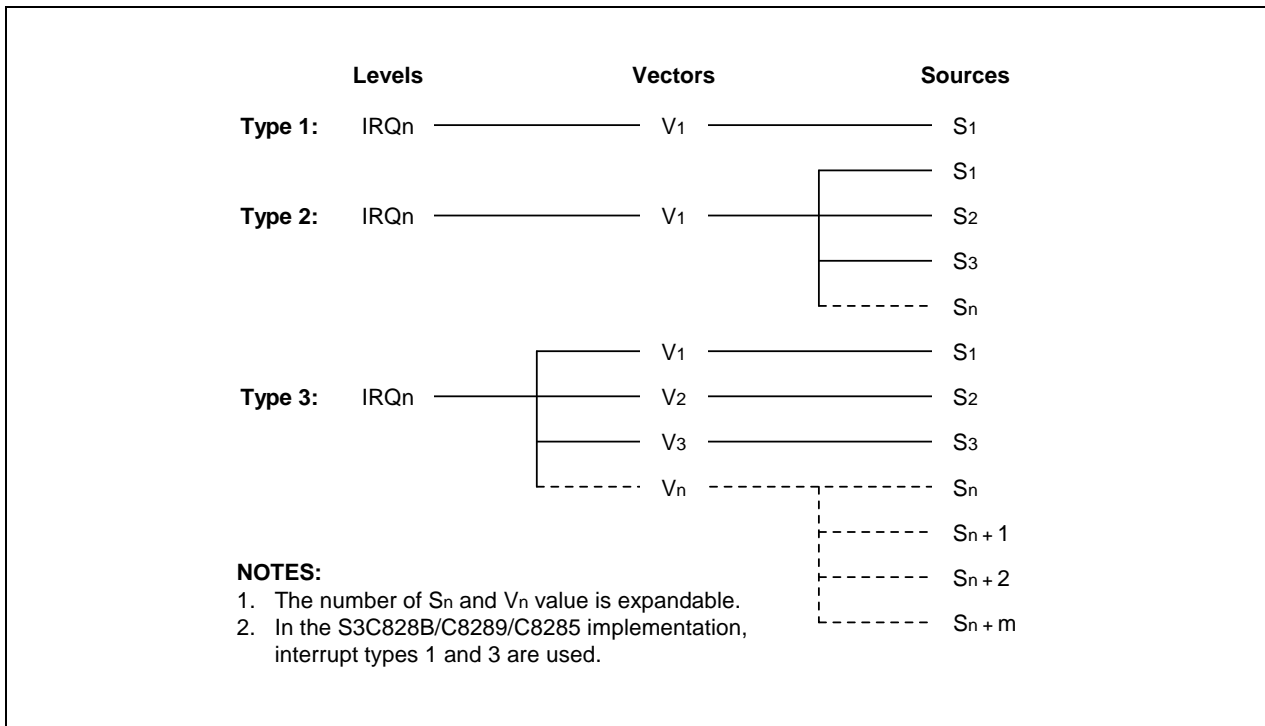 Levels Vectors Sources
Type 1: IRQn V1 S1
S1
Type 2: IRQn V1 S2
S3
Sn
V1 S1
Type 3: IRQn V2 S2
V3 S3
Vn Sn
Sn + 1
Sn + 2
Sn + m
NOTES:
1. The number of Sn and Vn value is expandable.
2. In the S3C828B/C8289/C8285 implementation,
interrupt types 1 and 3 are used.